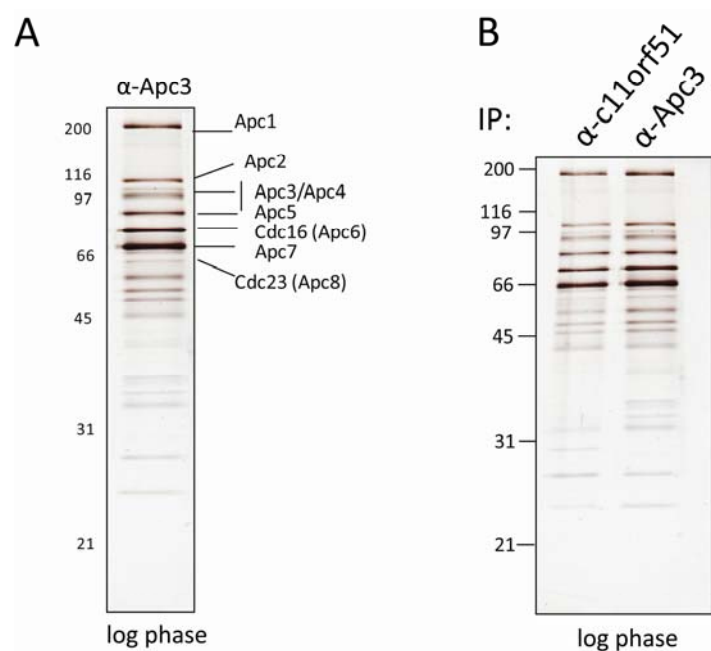 A
α-Apc3
200
116
97
66
45
31
21
Apc1
Apc2
Apc3/Apc4
Apc5
Cdc16 (Apc6)
Apc7
Cdc23 (Apc8)
log phase
B
IP:
α-c11orf51
α-Apc3
200
116
97
66
45
31
21
log phase